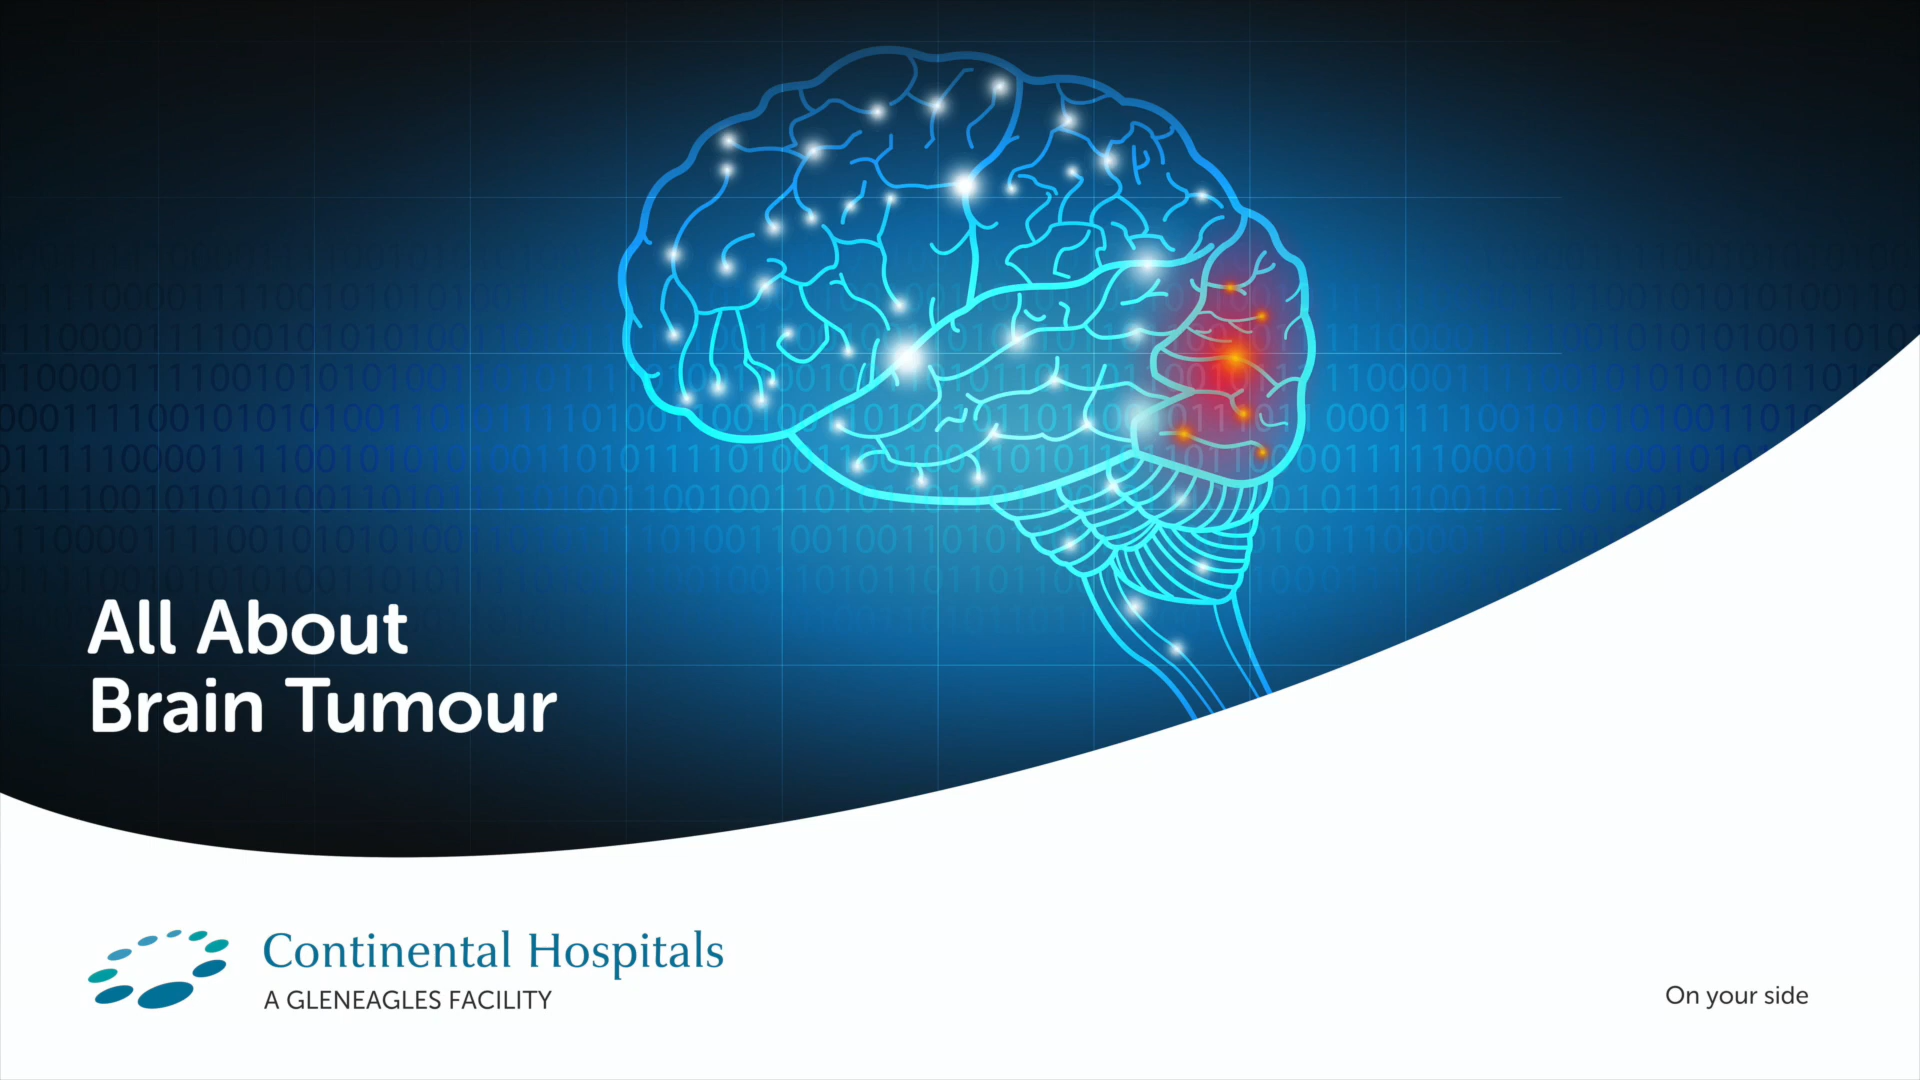 All About
Brain Tumour
Continental Hospitals
A GLENEAGLES FACILITY
On your side